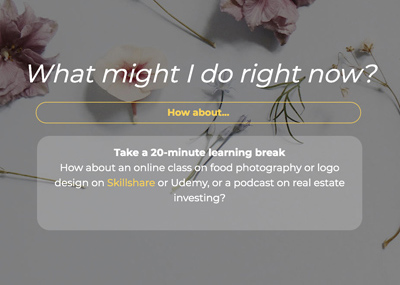 What might I do right now?
How about...
Take a 20-minute learning break
How about an online class on food photography or logo
design on Skillshare or Udemy, or a podcast on real estate
investing?